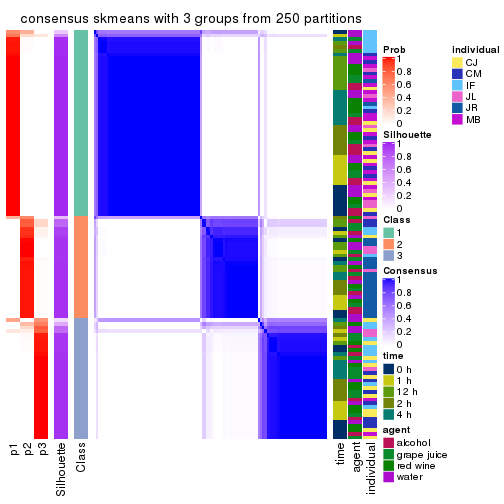 consensus skmeans with 3 groups from 250 partitions
p1
p2
p3
Silhouette
Class
time
agent
individual
Prob
1
0.8
0.6
0.4
0.2
0
Silhouette
1
0.8
0.6
0.4
0.2
0
Class
1
2
3
Consensus
1
0.8
0.6
0.4
0.2
0
time
0 h
1 h
12 h
2 h
4 h
agent
alcohol
grape juice
red wine
water
individual
CJ
CM
IF
JL
JR
MB